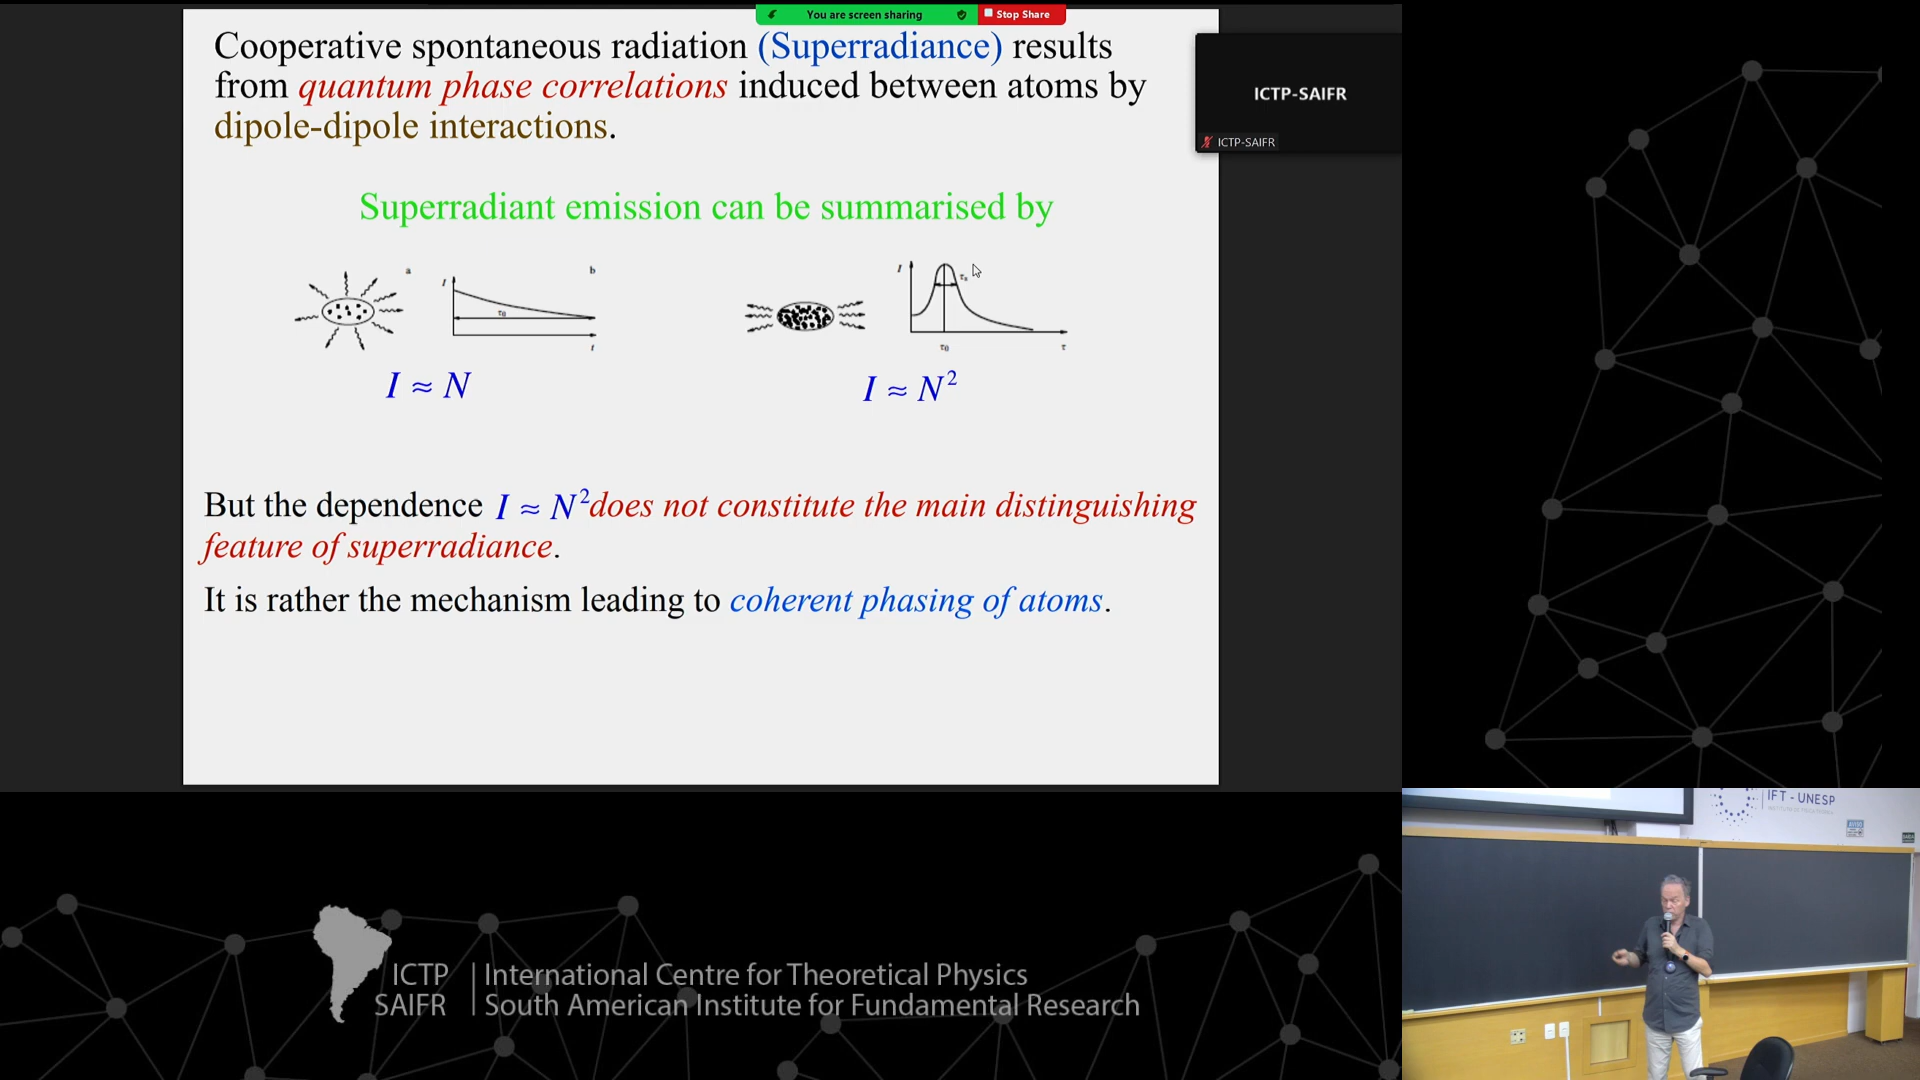 You are screen sharing
Stop Share
Cooperative spontaneous radiation (Superradiance) results
from quantum phase correlations induced between atoms by
dipole-dipole interactions.
ICTP-SAIFR
ICTP-SAIFR
Superradiant emission can be summarised by
a
I
τ0
t
b
I
τs
τ0
τ
I ≈ N
I ≈ N²
But the dependence I ≈ N² does not constitute the main distinguishing
feature of superradiance.
It is rather the mechanism leading to coherent phasing of atoms.
IFT - UNESP
ICTP
SAIFR
International Centre for Theoretical Physics
South American Institute for Fundamental Research